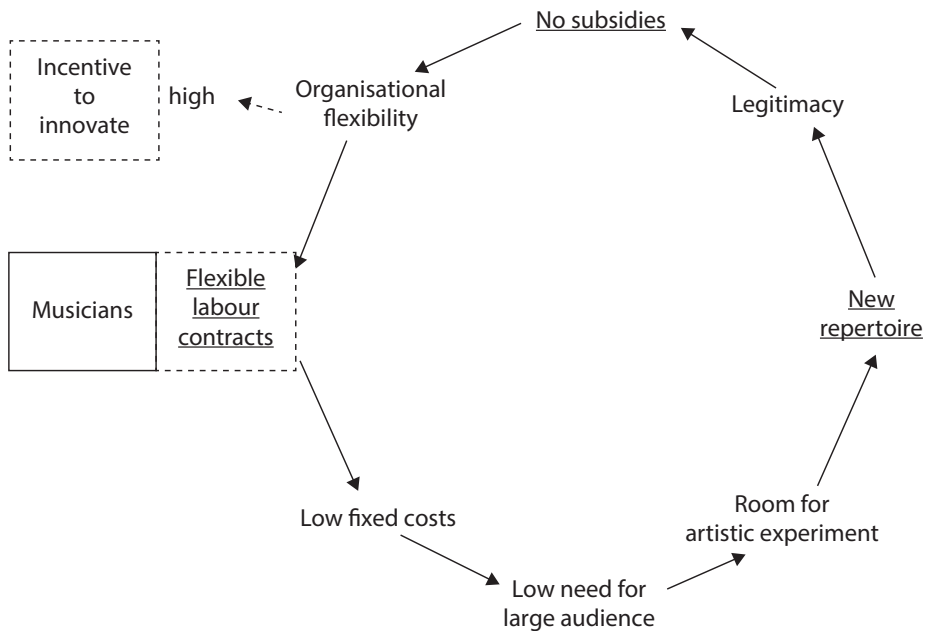 No subsidies
Incentive
to
innovate
high
Organisational
flexibility
Legitimacy
Musicians
Flexible
labour
contracts
New
repertoire
Low fixed costs
Room for
artistic experiment
Low need for
large audience